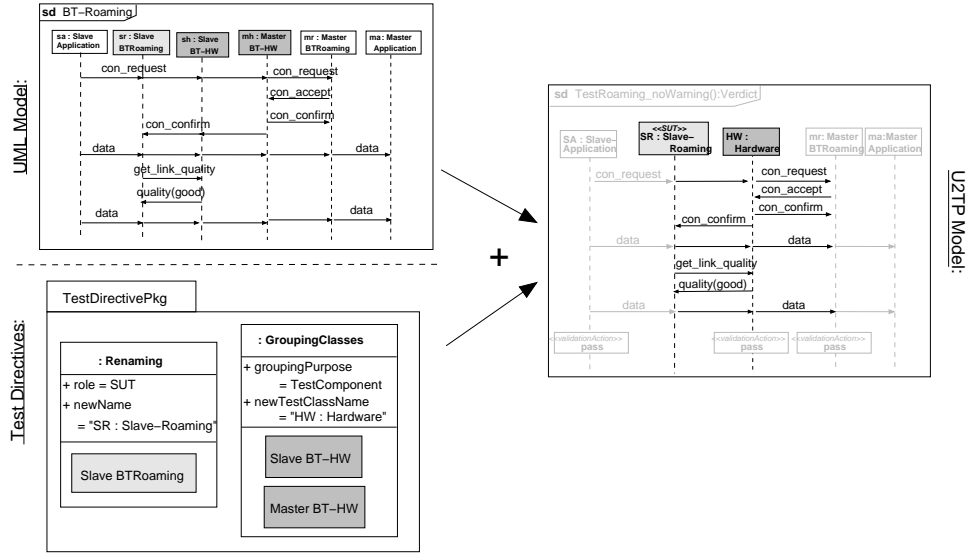 UML Model:
sd BT−Roaming
sa : Slave
Application
sr : Slave
BTRoaming
sh : Slave
BT−HW
mh : Master
BT−HW
mr : Master
BTRoaming
ma : Master
Application
con_request
con_request
con_accept
con_confirm
con_confirm
data
data
get_link_quality
quality(good)
data
data
Test Directives:
TestDirectivePkg
: Renaming
+ role = SUT
+ newName
= "SR : Slave−Roaming"
Slave BTRoaming
: GroupingClasses
+ groupingPurpose
= TestComponent
+ newTestClassName
= "HW : Hardware"
Slave BT−HW
Master BT−HW
+
U2TP Model:
sd TestRoaming_noWarning():Verdict
SA : Slave−
Application
<<SUT>>
SR : Slave−
Roaming
HW :
Hardware
mr: Master
BTRoaming
ma:Master
Application
con_request
con_request
con_accept
con_confirm
con_confirm
data
data
get_link_quality
quality(good)
data
data
<<validationAction>>
pass
<<validationAction>>
pass
<<validationAction>>
pass